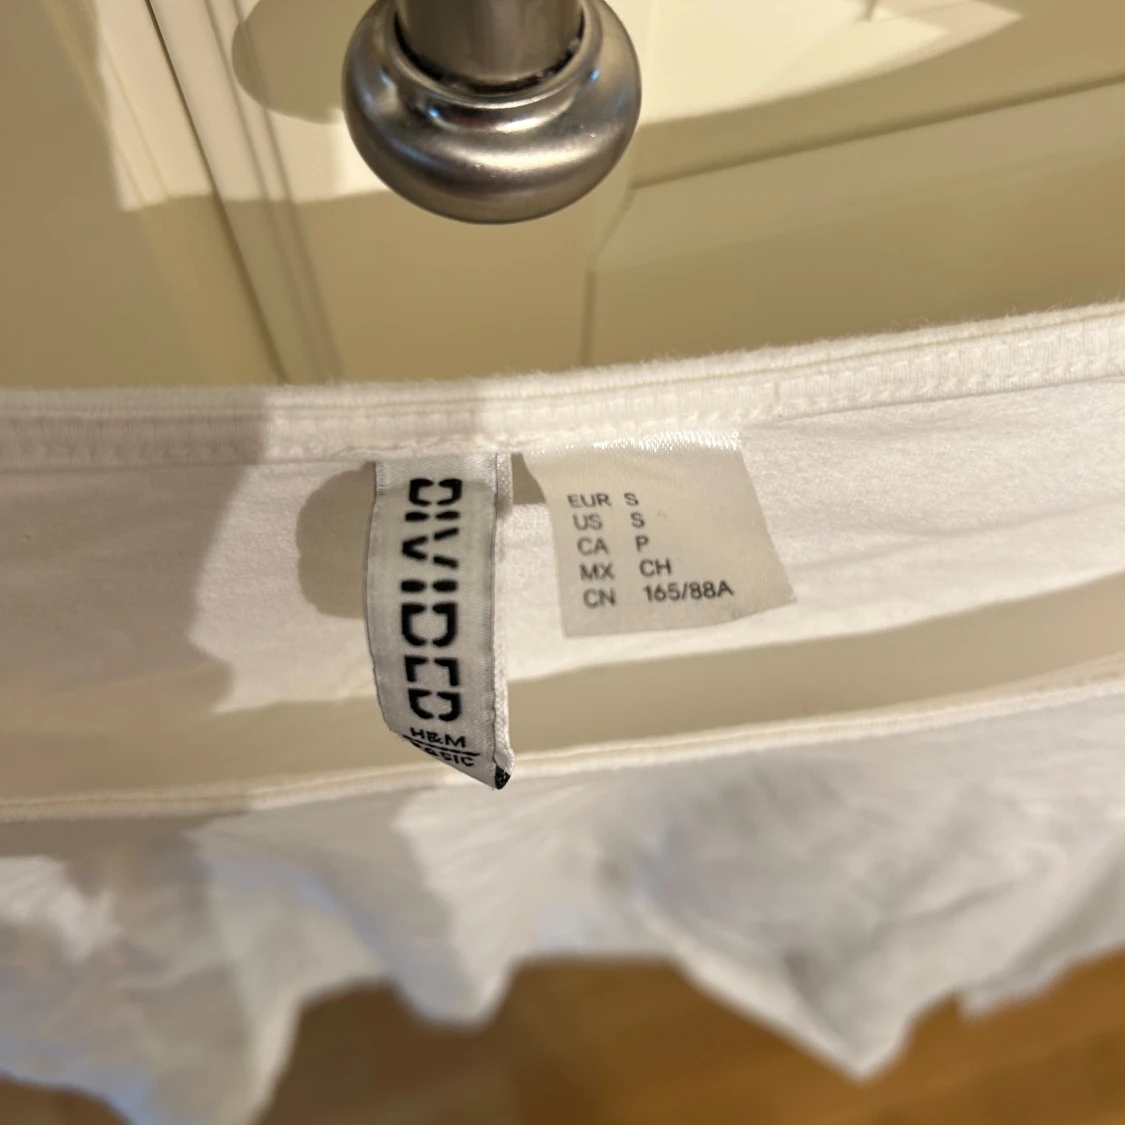 DIVIDED
H&M
BASIC
EUR S
US S
CA P
MX CH
CN 165/88A